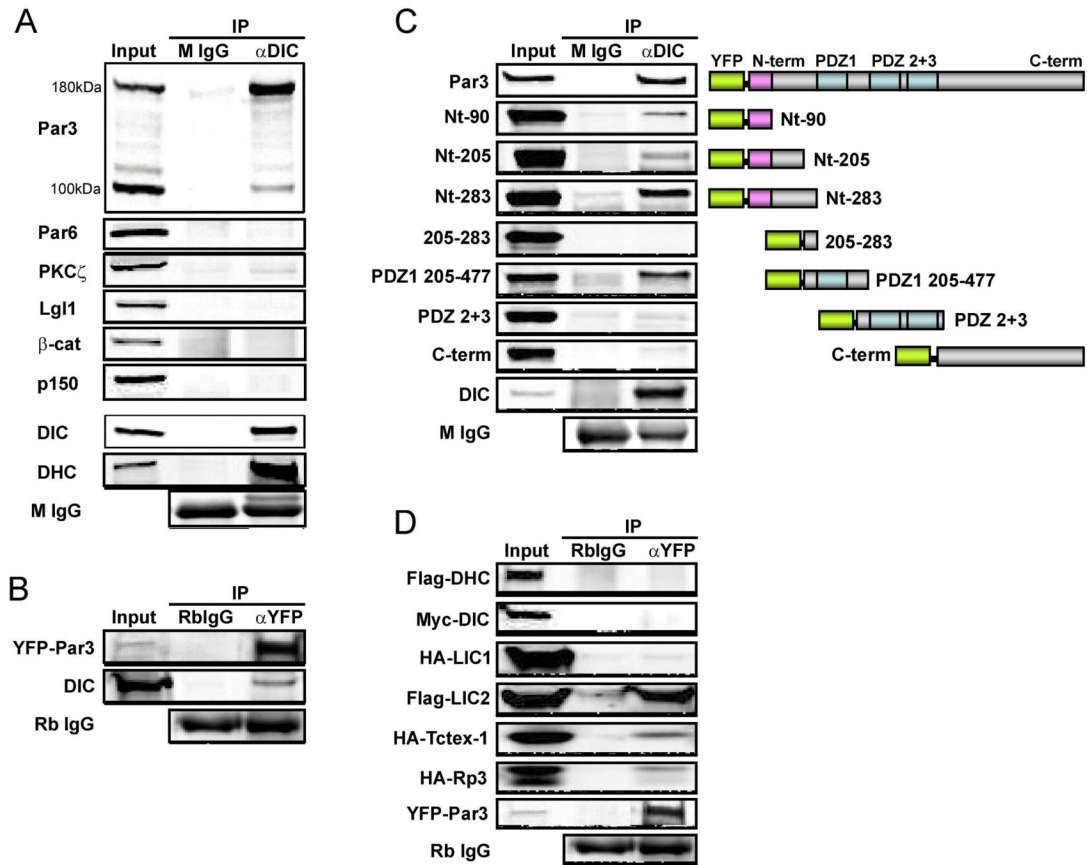 A
IP
Input M IgG αDIC
180kDa
Par3
100kDa
Par6
PKCζ
Lgl1
β-cat
p150
DIC
DHC
M IgG
B
IP
Input RbIgG αYFP
YFP-Par3
DIC
Rb IgG
C
IP
Input M IgG αDIC
Par3
Nt-90
Nt-205
Nt-283
205-283
PDZ1 205-477
PDZ 2+3
C-term
DIC
M IgG
YFP N-term PDZ1 PDZ 2+3 C-term
Nt-90
Nt-205
Nt-283
205-283
PDZ1 205-477
PDZ 2+3
C-term
D
IP
Input RbIgG αYFP
Flag-DHC
Myc-DIC
HA-LIC1
Flag-LIC2
HA-Tctex-1
HA-Rp3
YFP-Par3
Rb IgG